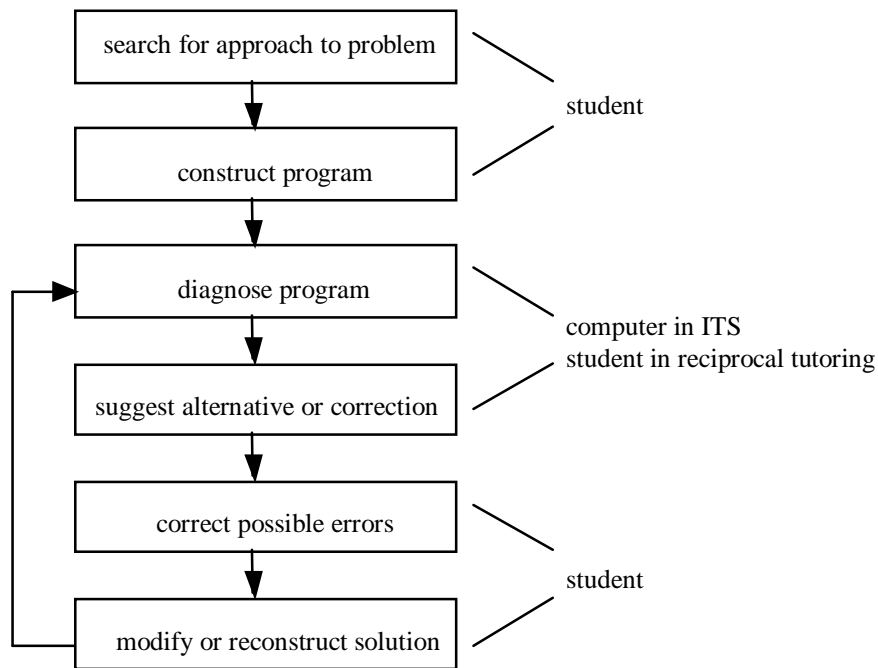 search for approach to problem
student
construct program
diagnose program
computer in ITS
student in reciprocal tutoring
suggest alternative or correction
correct possible errors
student
modify or reconstruct solution